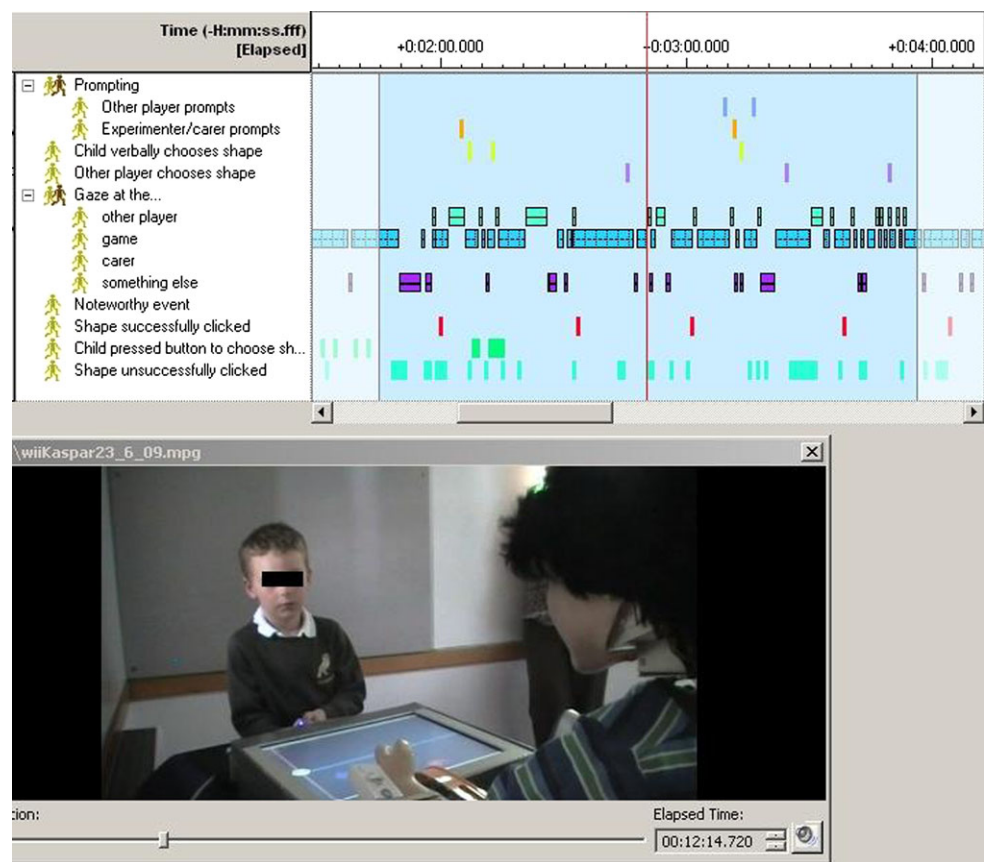 Time (-H:mm:ss.fff)
[Elapsed]
+0:02:00.000
+0:03:00.000
+0:04:00.000
Prompting
Other player prompts
Experimenter/carer prompts
Child verbally chooses shape
Other player chooses shape
Gaze at the...
other player
game
carer
something else
Noteworthy event
Shape successfully clicked
Child pressed button to choose sh...
Shape unsuccessfully clicked
\wiiKaspar23_6_09.mpg
tion:
Elapsed Time:
00:12:14.720